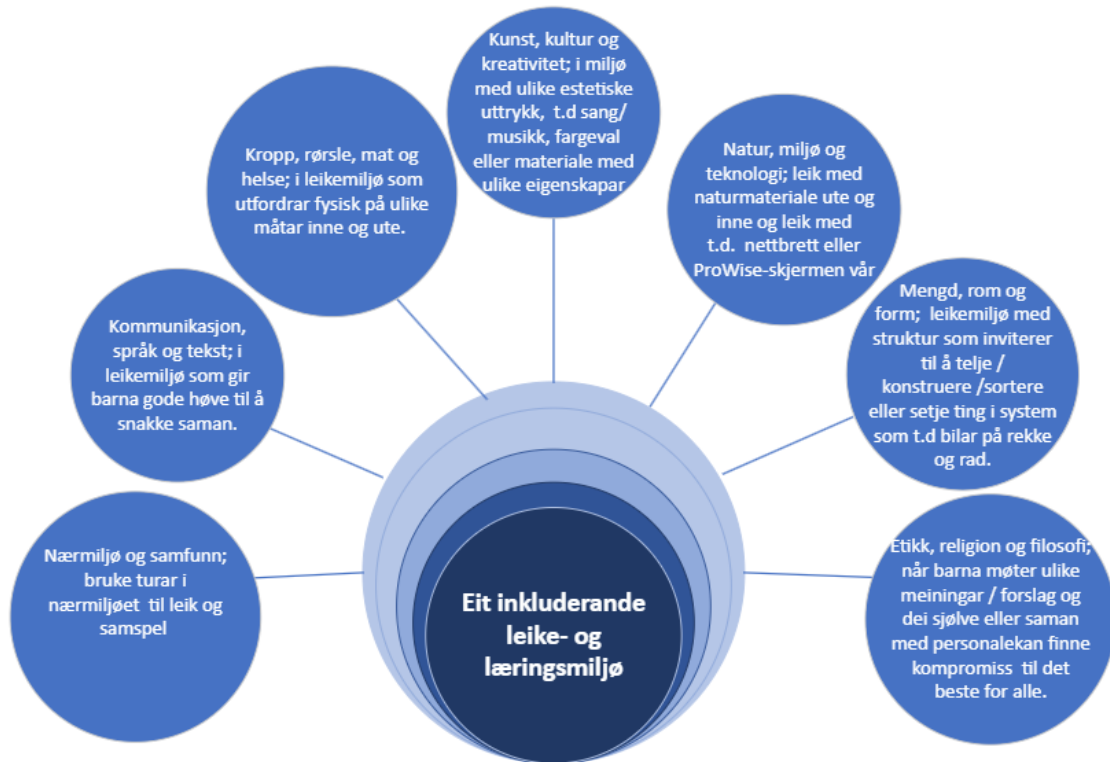 Kunst, kultur og
kreativitet; i miljø
med ulike estetiske
uttrykk, t.d sang/
musikk, fargeval
eller materiale med
ulike eigenskapar
Kropp, rørsle, mat og
helse; i leikemiljø som
utfordrar fysisk på ulike
måtar inne og ute.
Natur, miljø og
teknologi; leik med
naturmateriale ute og
inne og leik med
t.d. nettbrett eller
ProWise-skjermen vår
Kommunikasjon,
språk og tekst; i
leikemiljø som gir
barna gode høve til å
snakke saman.
Mengd, rom og
form; leikemiljø med
struktur som inviterer
til å telje /
konstruere /sortere
eller setje ting i system
som t.d bilar på rekke
og rad.
Nærmiljø og samfunn;
bruke turar i
nærmiljøet til leik og
samspel
Etikk, religion og filosofi;
når barna møter ulike
meiningar / forslag og
dei sjølve eller saman
med personalekan finne
kompromiss til det
beste for alle.
Eit inkluderande
leike- og
læringsmiljø